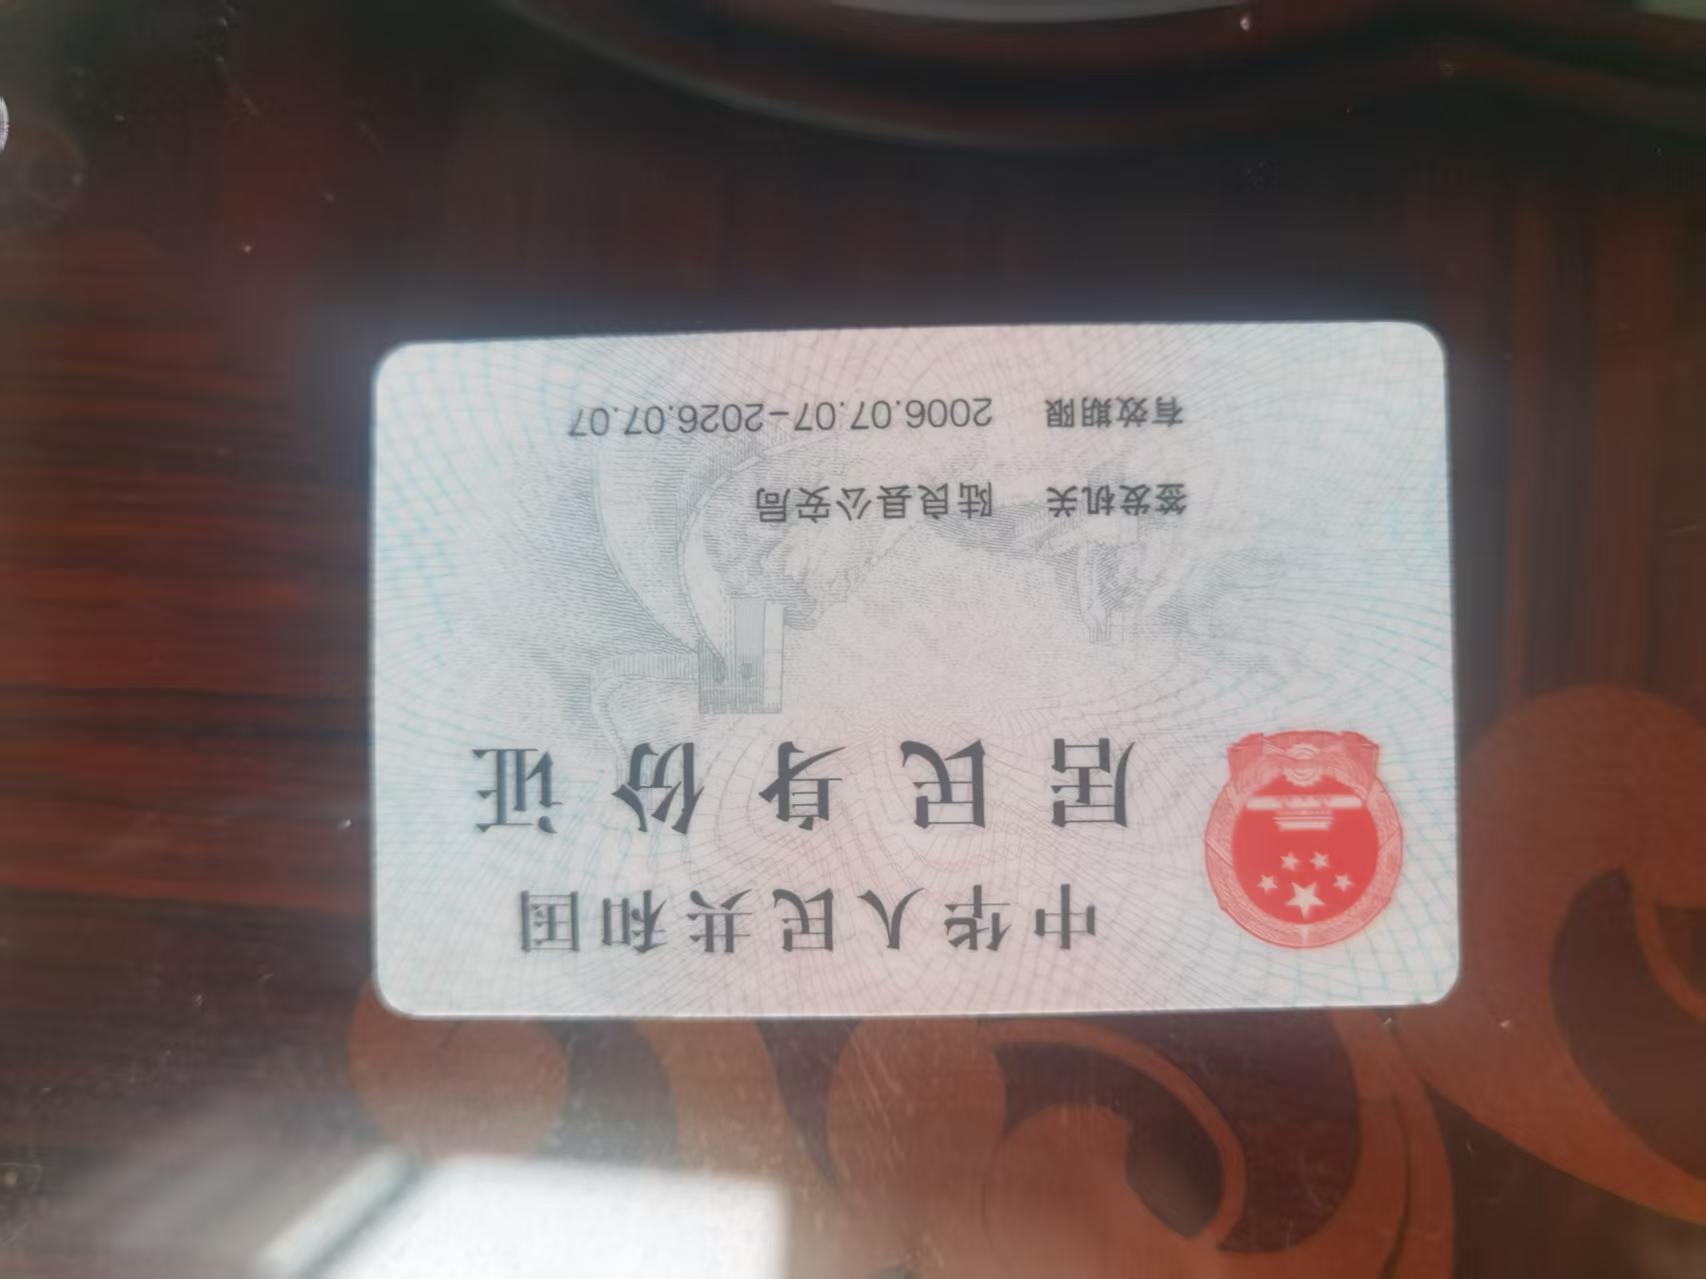 中华人民共和国
居民身份证
签发机关 陆良县公安局
有效期限 2006.07.07-2026.07.07